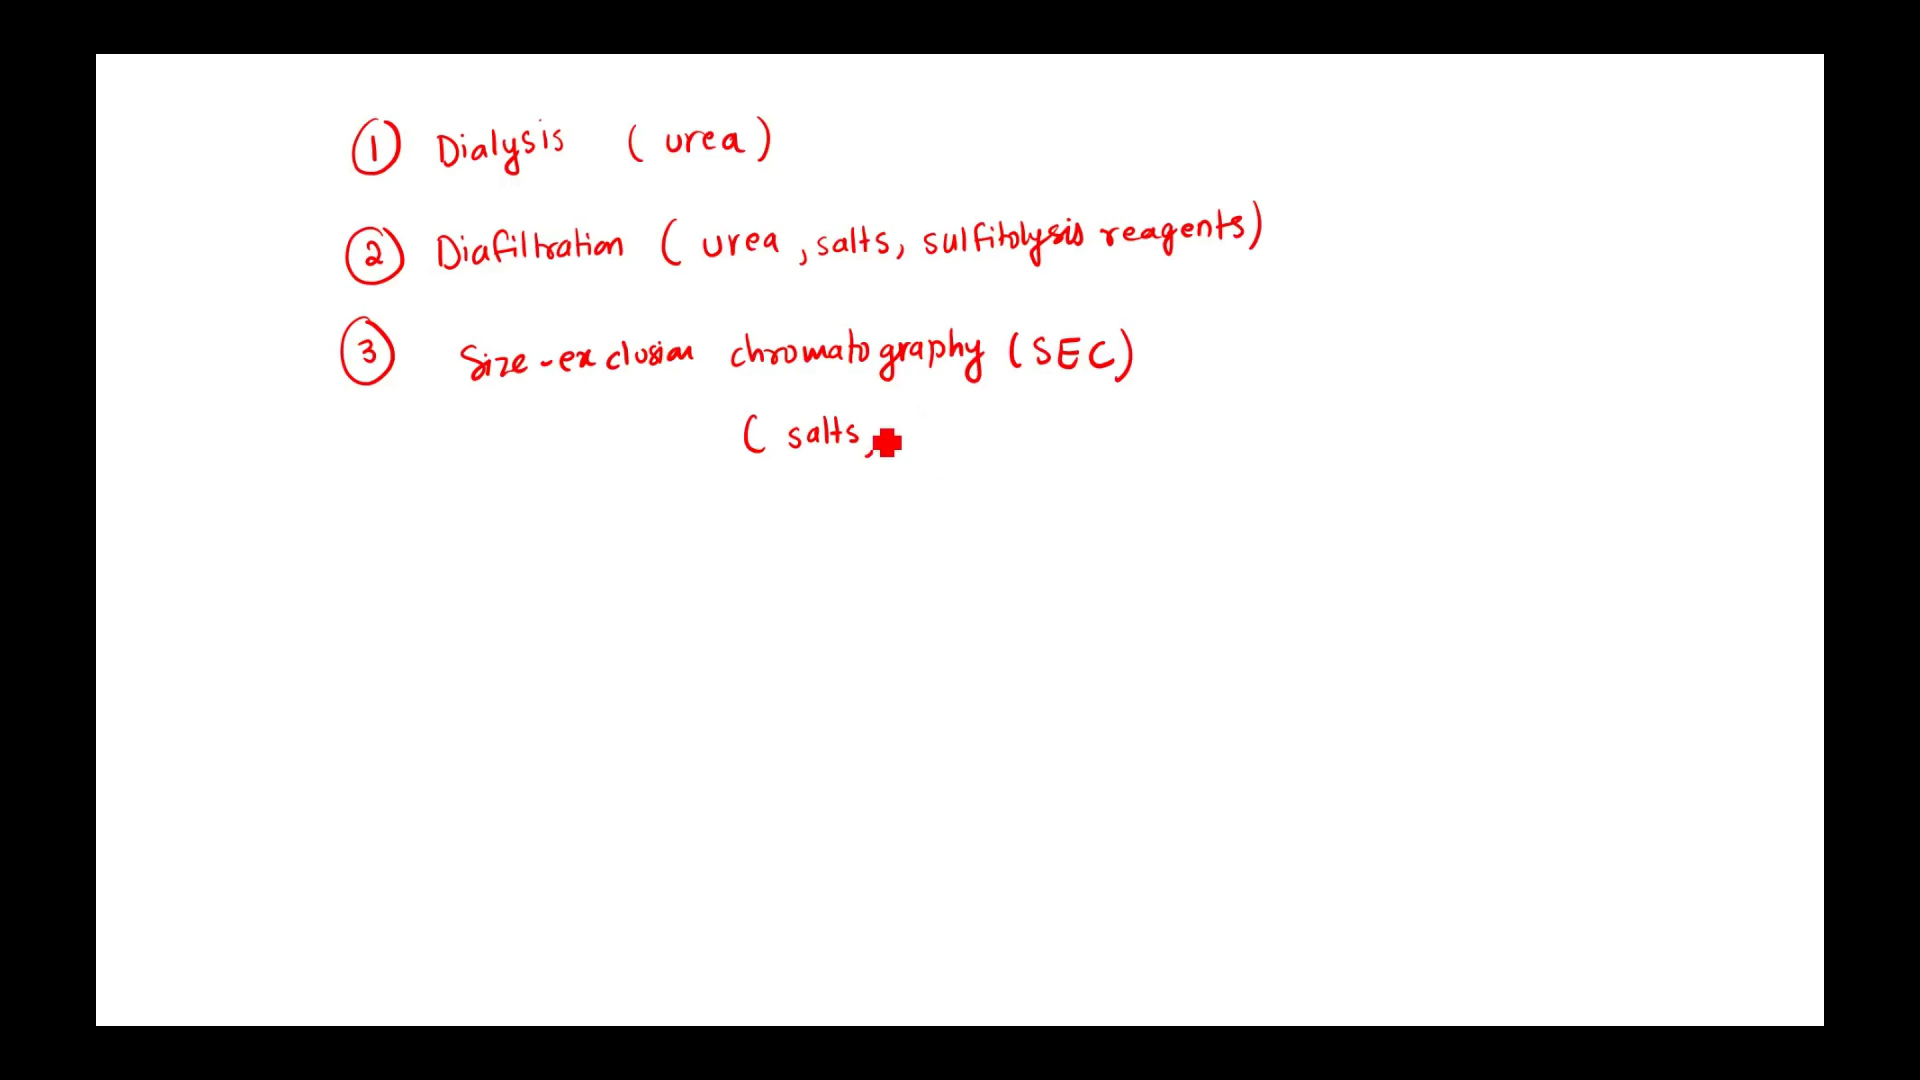 ① Dialysis (urea)
② Diafiltration (urea, salts, sulfitolysis reagents)
③ Size-exclusion chromatography (SEC)
(salts,